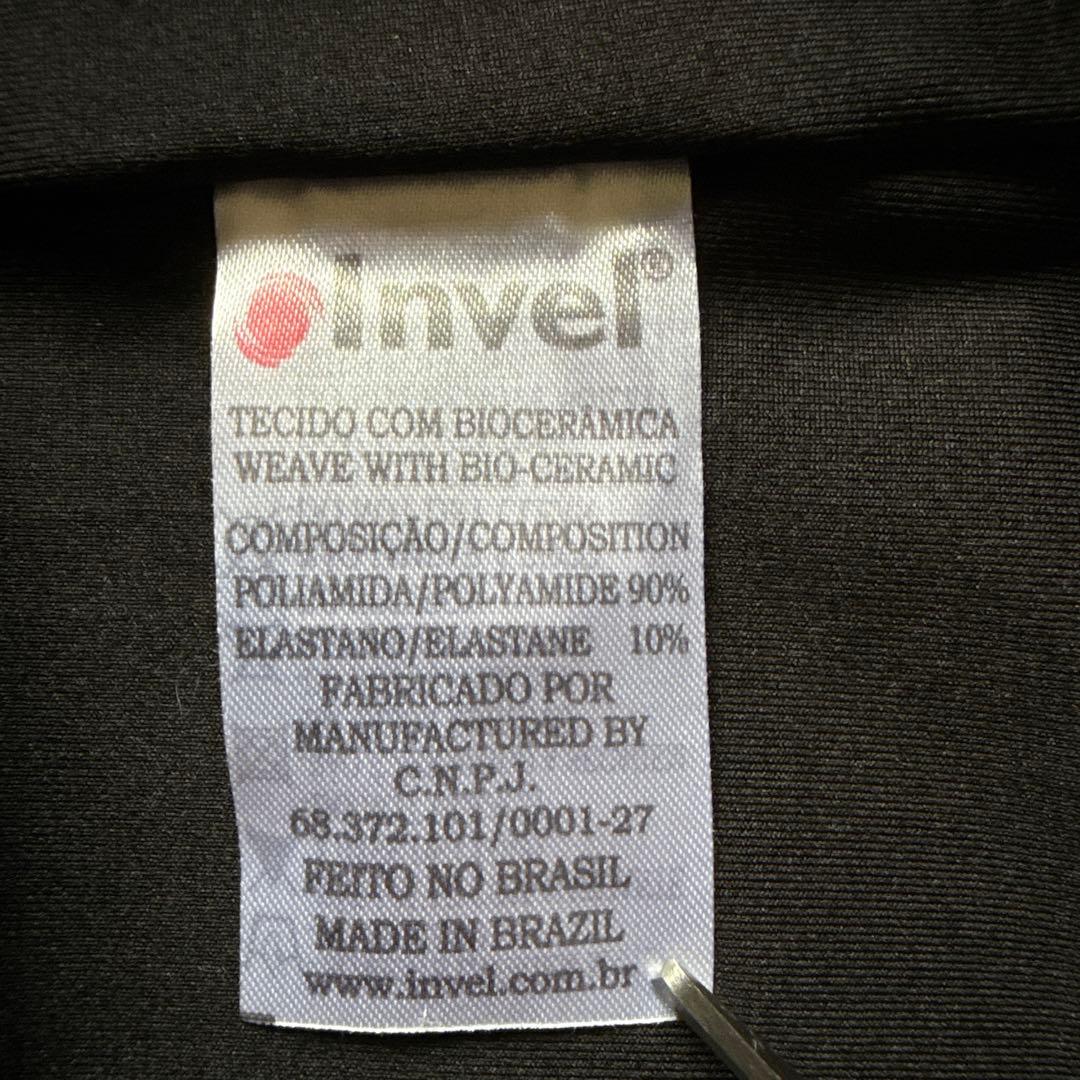 invel®
TECIDO COM BIOCERÂMICA
WEAVE WITH BIO-CERAMIC
COMPOSIÇÃO/COMPOSITION
POLIAMIDA/POLYAMIDE 90%
ELASTANO/ELASTANE 10%
FABRICADO POR
MANUFACTURED BY
C.N.P.J.
68.372.101/0001-27
FEITO NO BRASIL
MADE IN BRAZIL
www.invel.com.br